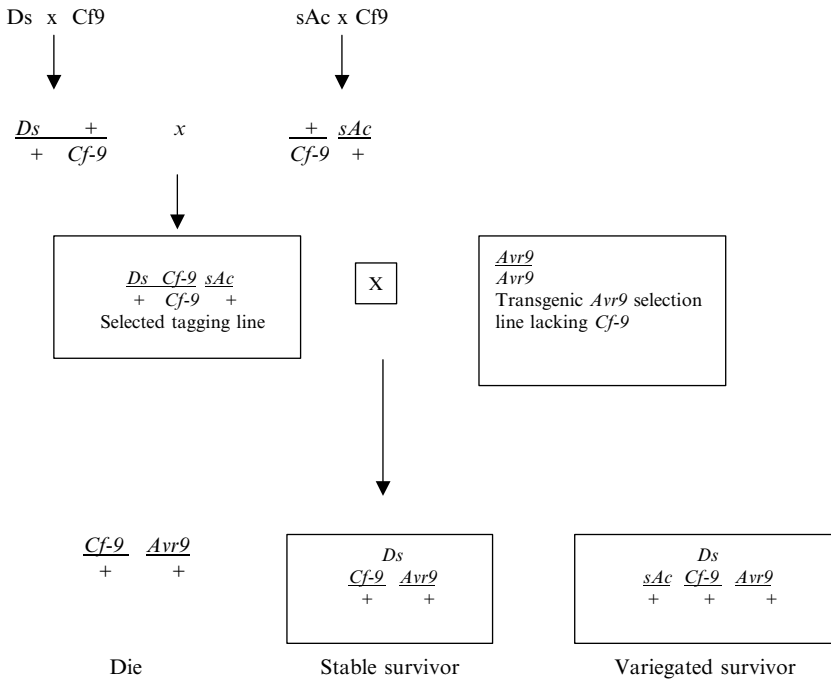 Ds x Cf9 sAc x Cf9
Ds + x + sAc
+ Cf-9 Cf-9 +
Ds Cf-9 sAc
+ Cf-9 +
Selected tagging line
X
Avr9
Avr9
Transgenic Avr9 selection
line lacking Cf-9
Cf-9 Avr9
+ +
Die
Ds
Cf-9 Avr9
+ +
Stable survivor
Ds
sAc Cf-9 Avr9
+ + +
Variegated survivor